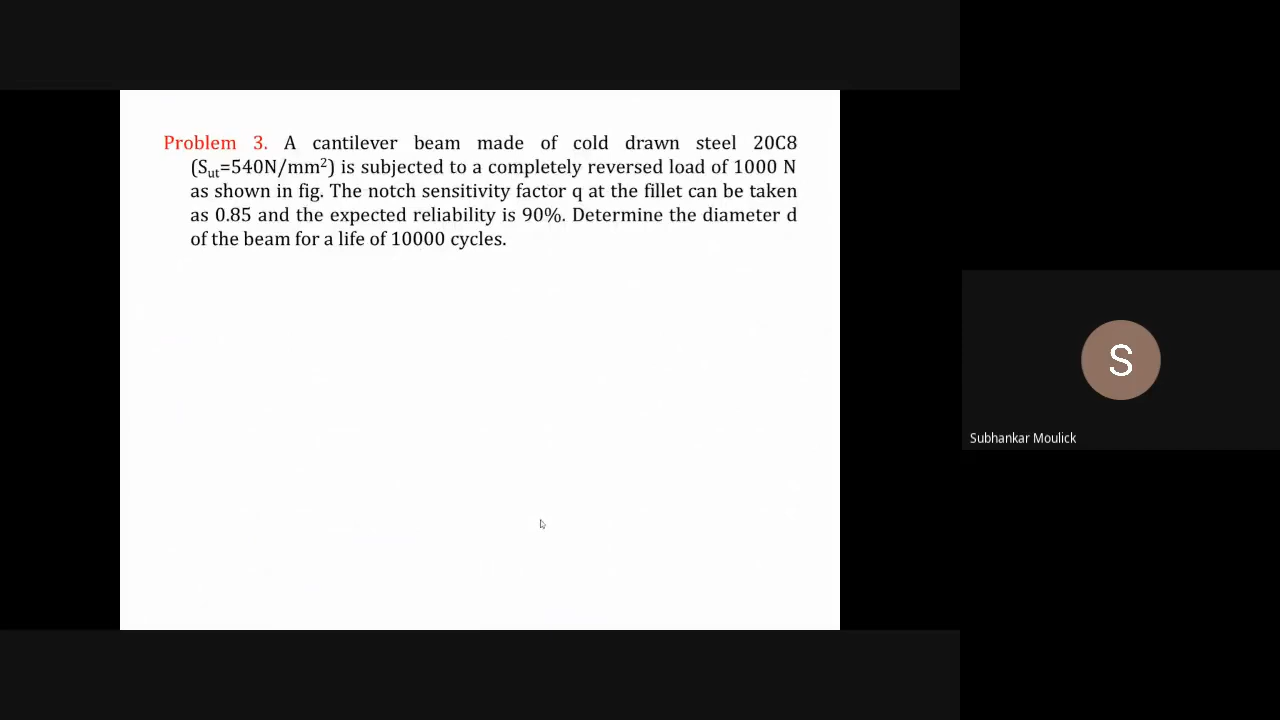 Problem 3. A cantilever beam made of cold drawn steel 20C8
(Sut=540N/mm²) is subjected to a completely reversed load of 1000 N
as shown in fig. The notch sensitivity factor q at the fillet can be taken
as 0.85 and the expected reliability is 90%. Determine the diameter d
of the beam for a life of 10000 cycles.
S
Subhankar Moulick